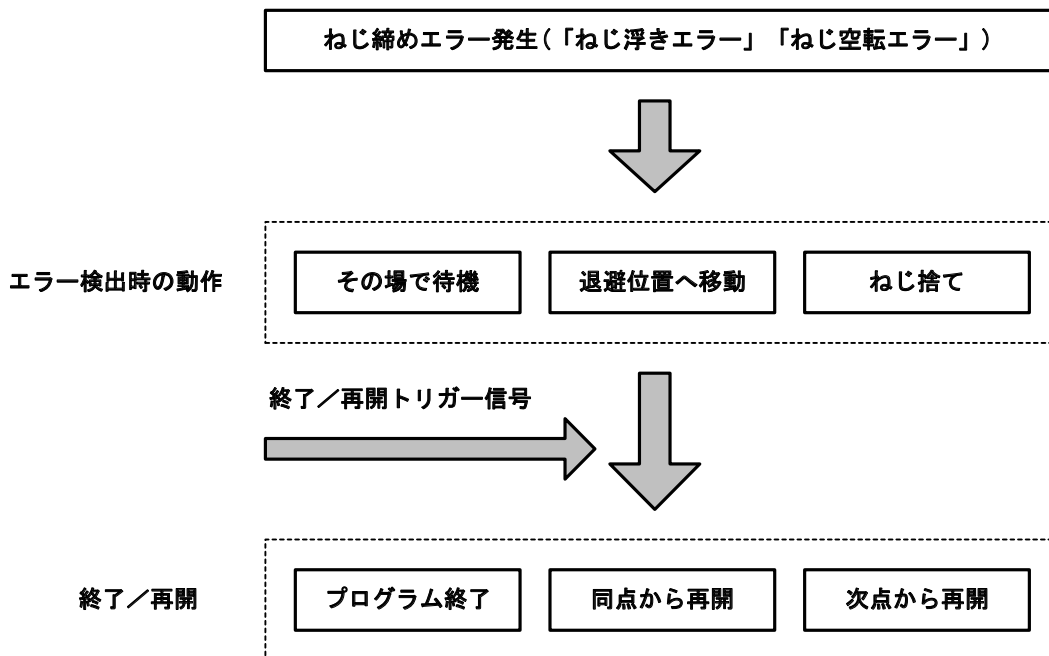 ねじ締めエラー発生(「ねじ浮きエラー」「ねじ空転エラー」)
エラー検出時の動作
その場で待機
退避位置へ移動
ねじ捨て
終了／再開トリガー信号
終了／再開
プログラム終了
同点から再開
次点から再開